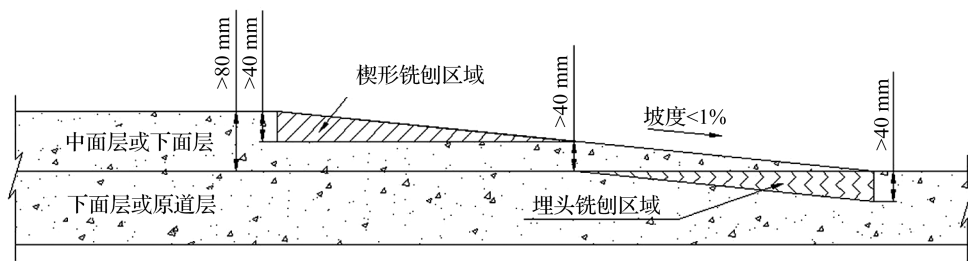 >80 mm
>40 mm
楔形铣刨区域
>40 mm
坡度<1%
>40 mm
中面层或下面层
下面层或原道层
埋头铣刨区域